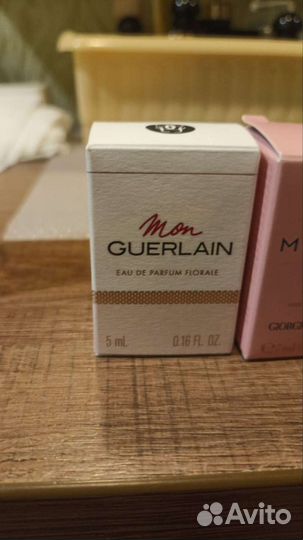 Mon
GUERLAIN
EAU DE PARFUM FLORALE
5 ml. 0.16 FL. OZ.
M
GIORGI
Avito